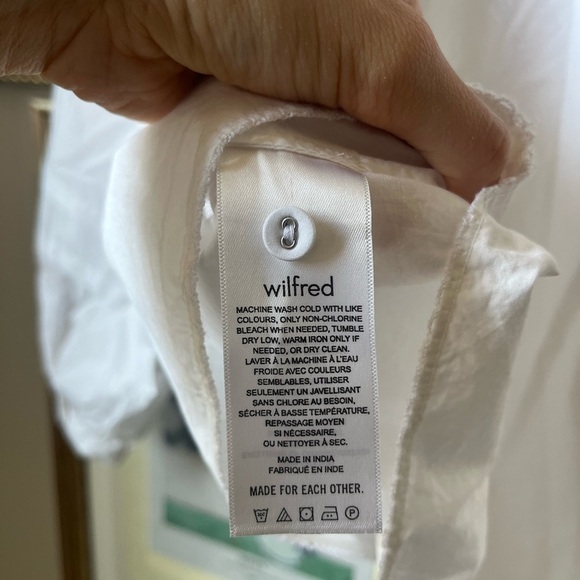 wilfred
MACHINE WASH COLD WITH LIKE
COLOURS, ONLY NON-CHLORINE
BLEACH WHEN NEEDED, TUMBLE
DRY LOW, WARM IRON ONLY IF
NEEDED, OR DRY CLEAN.
LAVER À LA MACHINE À L'EAU
FROIDE AVEC COULEURS
SEMBLABLES, UTILISER
SEULEMENT UN JAVELLISANT
SANS CHLORE AU BESOIN,
SÉCHER À BASSE TEMPÉRATURE,
REPASSAGE MOYEN
SI NÉCESSAIRE,
OU NETTOYER À SEC.
MADE IN INDIA
FABRIQUÉ EN INDE
MADE FOR EACH OTHER.